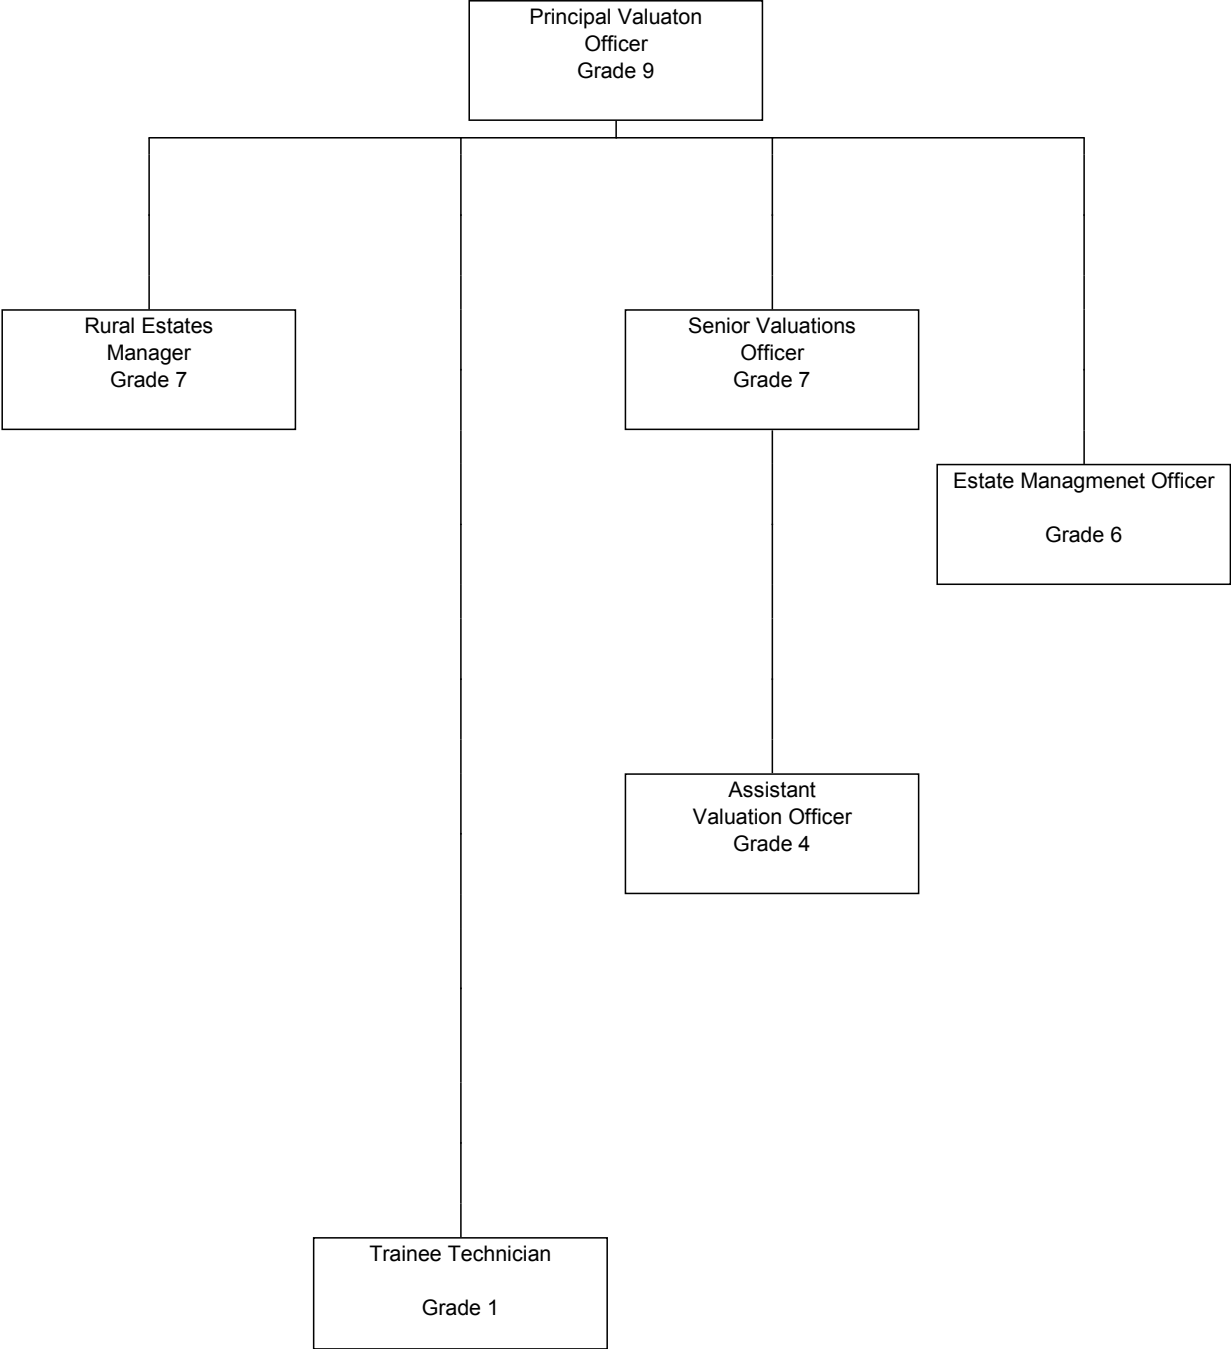 Principal Valuaton
Officer
Grade 9
Rural Estates
Manager
Grade 7
Senior Valuations
Officer
Grade 7
Estate Managmenet Officer
Grade 6
Assistant
Valuation Officer
Grade 4
Trainee Technician
Grade 1